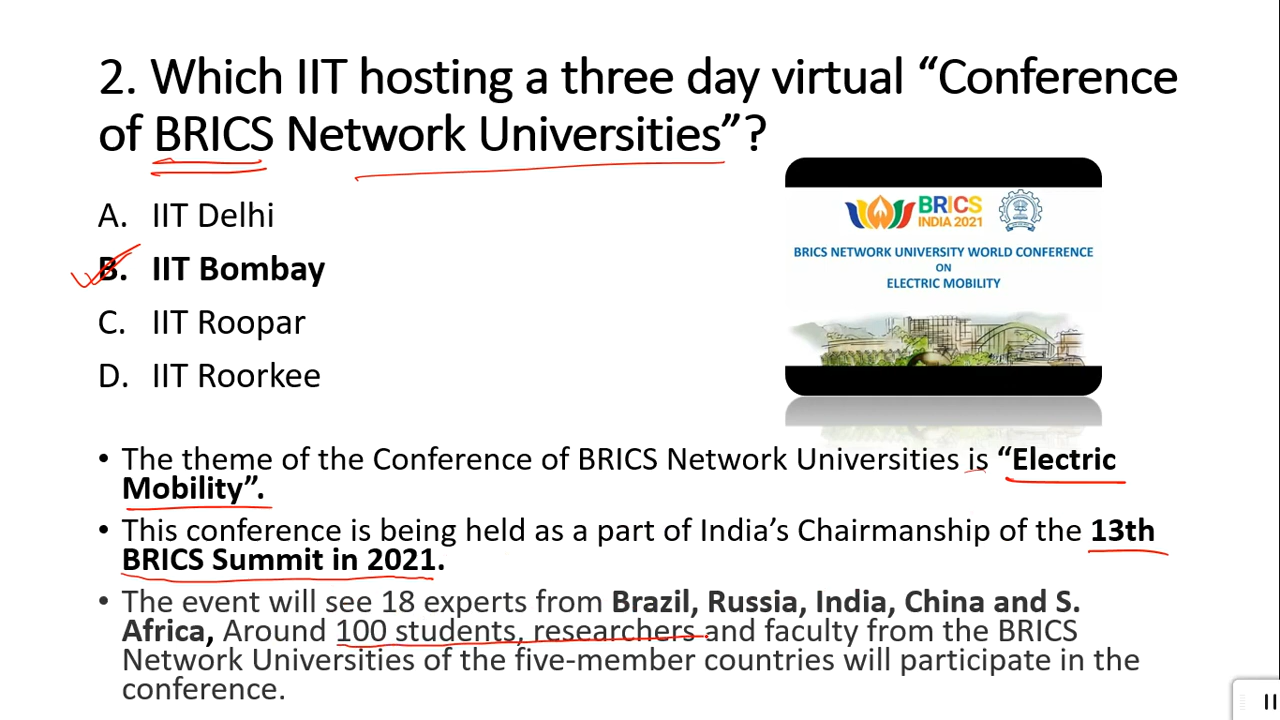 2. Which IIT hosting a three day virtual “Conference
of BRICS Network Universities”?
A. IIT Delhi
B. IIT Bombay
C. IIT Roopar
D. IIT Roorkee
BRICS
INDIA 2021
BRICS NETWORK UNIVERSITY WORLD CONFERENCE
ON
ELECTRIC MOBILITY
• The theme of the Conference of BRICS Network Universities is “Electric
Mobility”.
• This conference is being held as a part of India’s Chairmanship of the 13th
BRICS Summit in 2021.
• The event will see 18 experts from Brazil, Russia, India, China and S.
Africa, Around 100 students, researchers and faculty from the BRICS
Network Universities of the five-member countries will participate in the
conference.